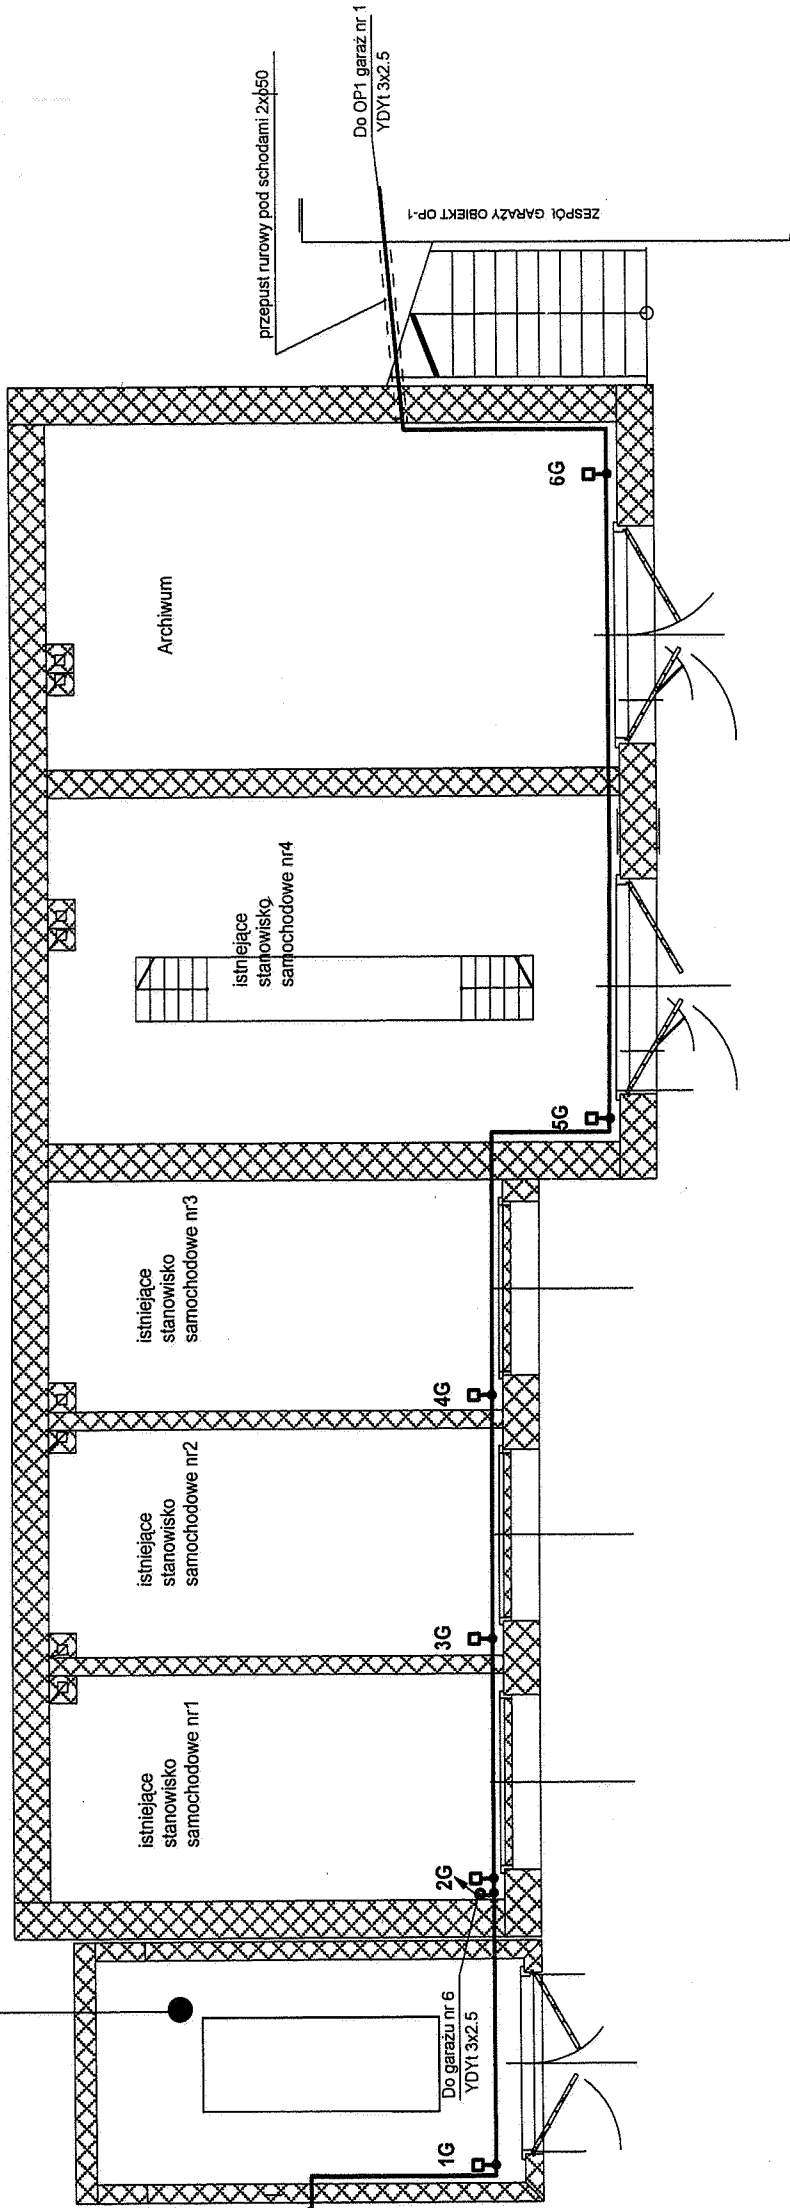 przepust rurowy pod schodami 2xϕ50
Do OP1 garaż nr 1
YDYt 3x2.5
ZESPÓŁ GARAŻY OBIEKT OP-1
6G
Archiwum
istniejące
stanowisko
samochodowe nr4
5G
istniejące
stanowisko
samochodowe nr3
4G
istniejące
stanowisko
samochodowe nr2
3G
istniejące
stanowisko
samochodowe nr1
2G
Do garażu nr 6
YDYt 3x2.5
1G